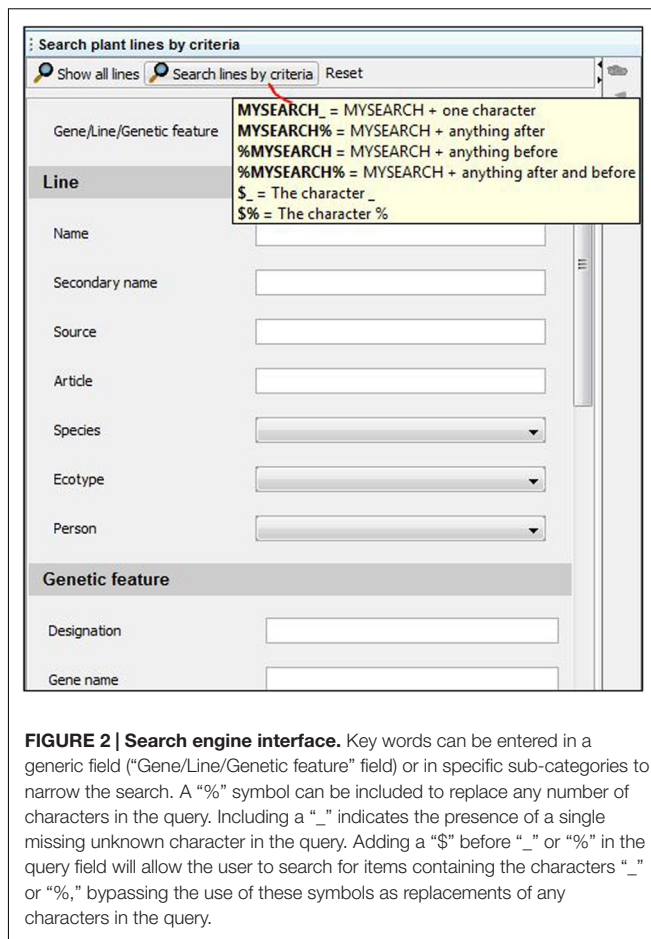 Search plant lines by criteria
Show all lines Search lines by criteria Reset
MYSEARCH_ = MYSEARCH + one character
MYSEARCH% = MYSEARCH + anything after
%MYSEARCH = MYSEARCH + anything before
%MYSEARCH% = MYSEARCH + anything after and before
$_ = The character _
$% = The character %
Gene/Line/Genetic feature
Line
Name
Secondary name
Source
Article
Species
Ecotype
Person
Genetic feature
Designation
Gene name
FIGURE 2 | Search engine interface. Key words can be entered in a
generic field (“Gene/Line/Genetic feature” field) or in specific sub-categories to
narrow the search. A “%” symbol can be included to replace any number of
characters in the query. Including a “_” indicates the presence of a single
missing unknown character in the query. Adding a “$” before “_” or “%” in the
query field will allow the user to search for items containing the characters “_”
or “%,” bypassing the use of these symbols as replacements of any
characters in the query.